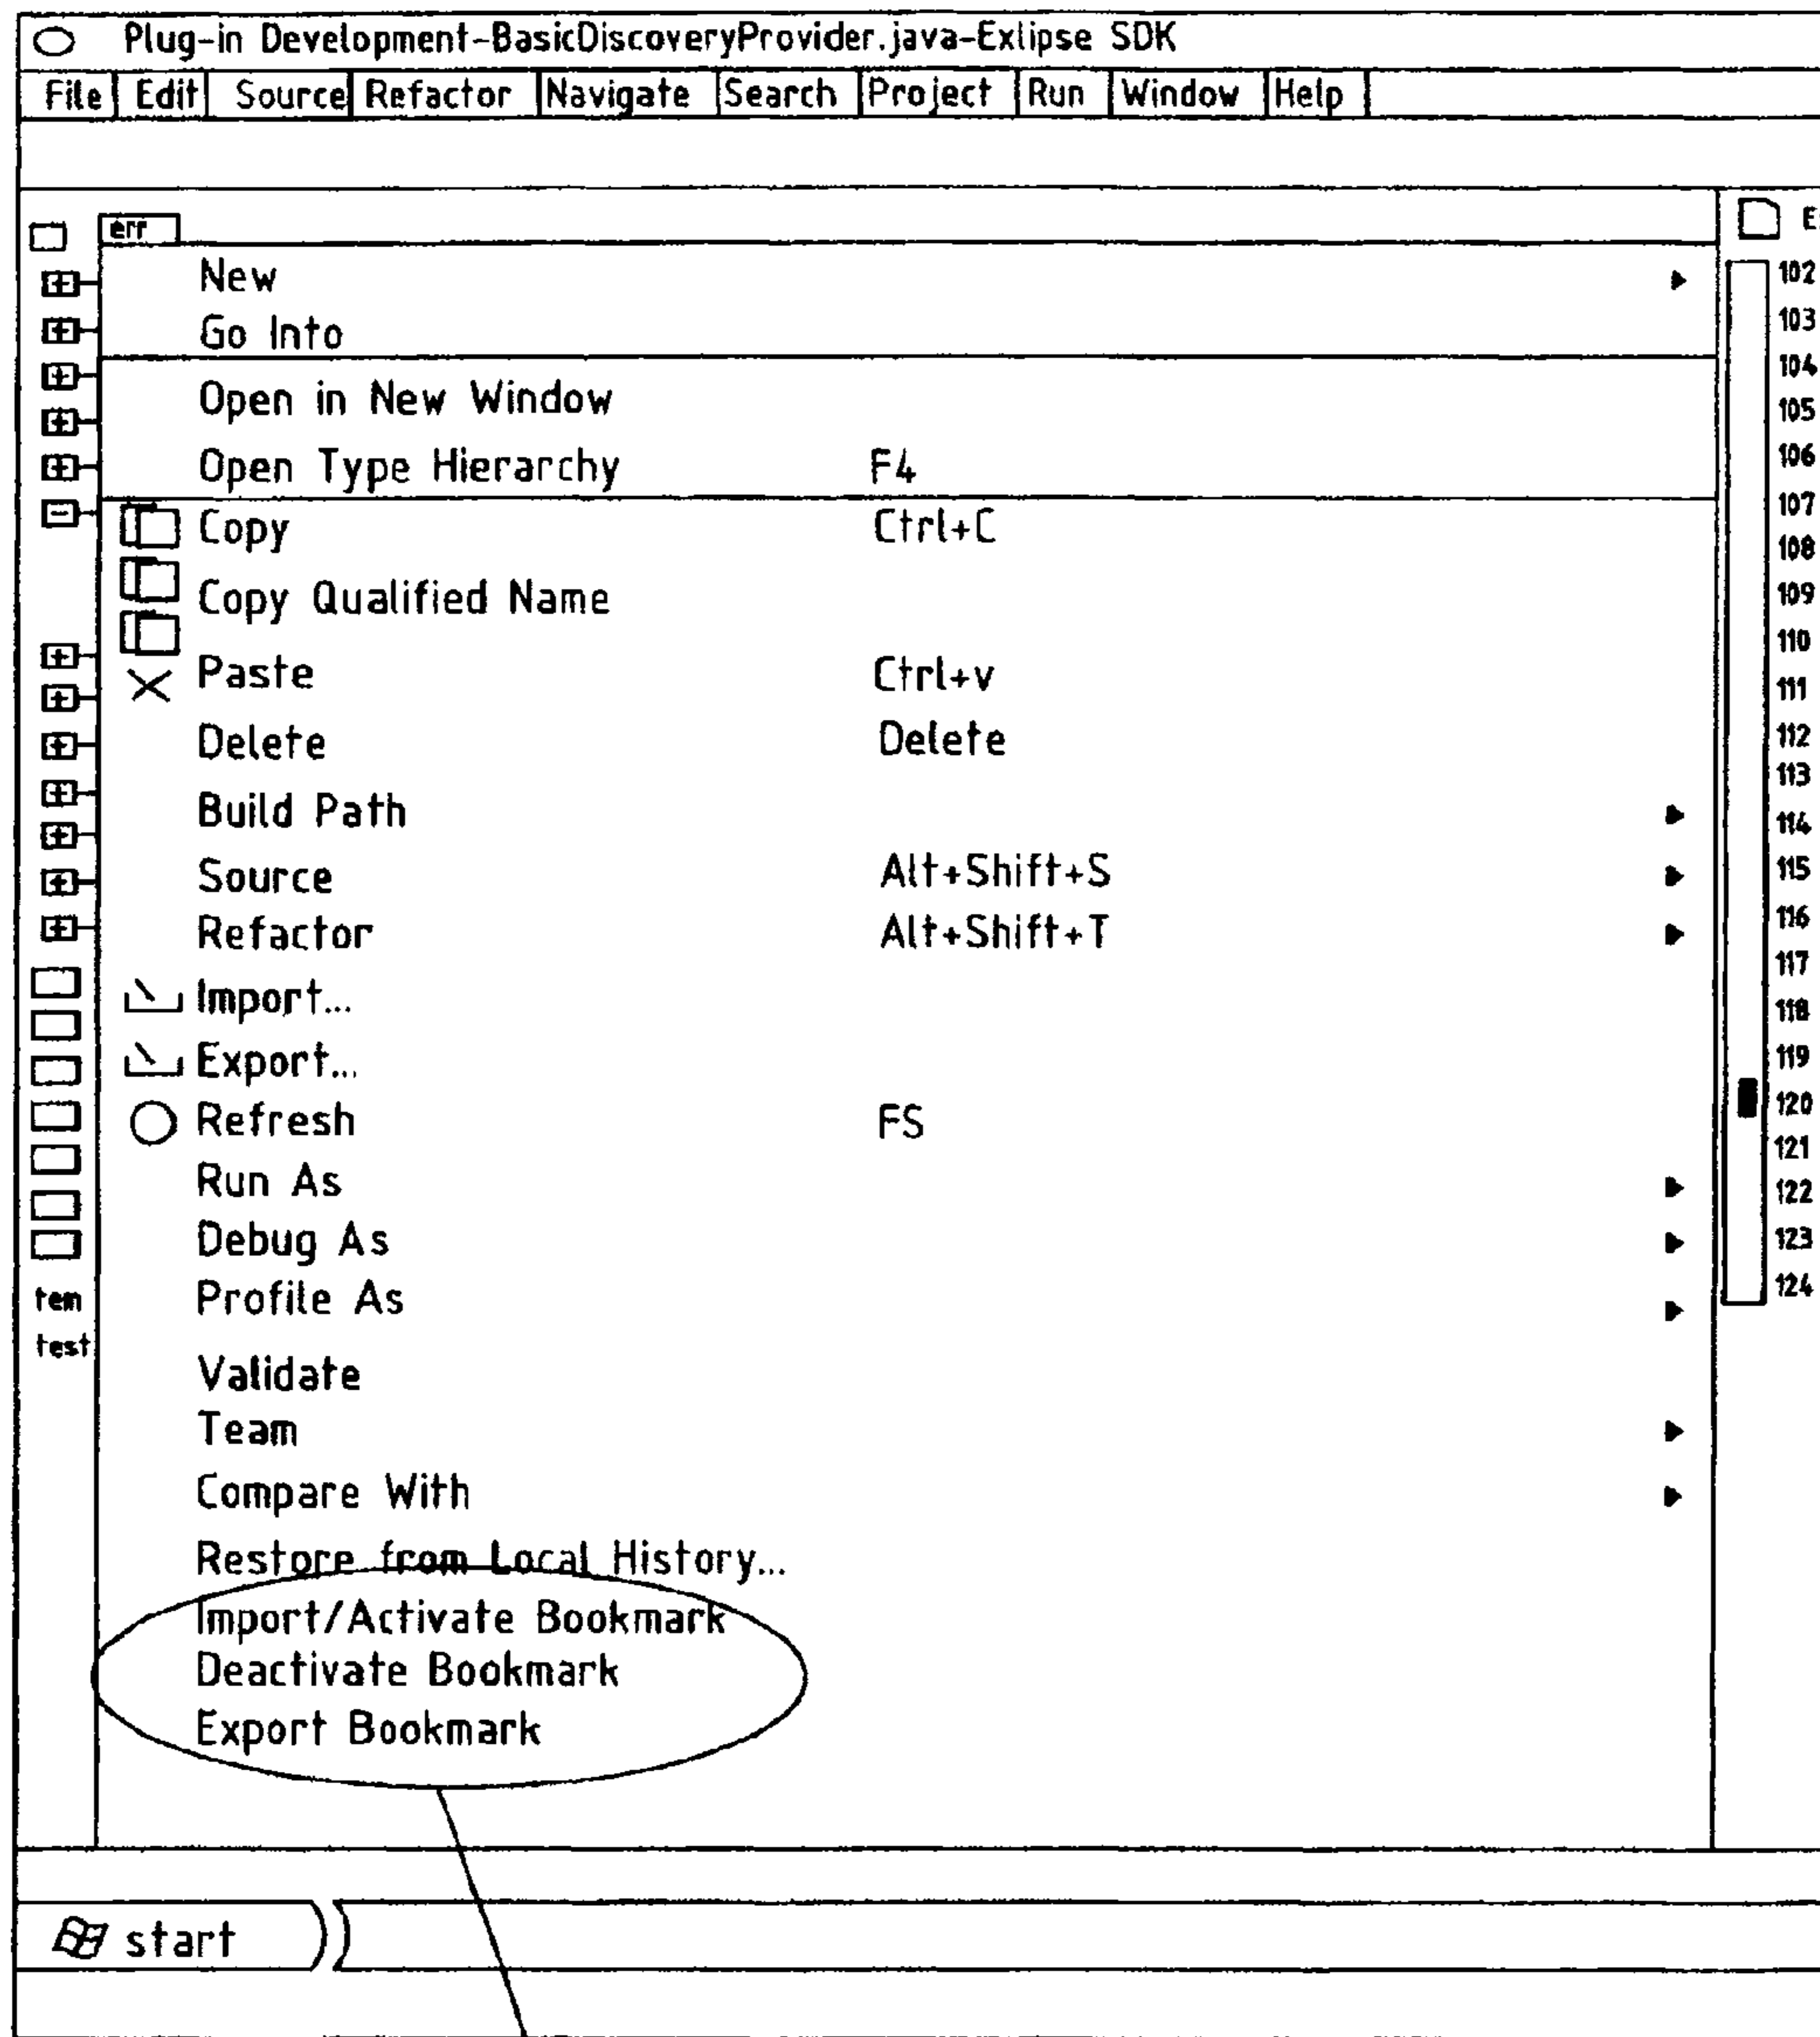 Plug-in Development-BasicDiscoveryProvider.java-Exlipse SDK
File Edit Source Refactor Navigate Search Project Run Window Help
err
E
New
Go Into
Open in New Window
Open Type Hierarchy F4
Copy Ctrl+C
Copy Qualified Name
Paste Ctrl+v
Delete Delete
Build Path
Source Alt+Shift+S
Refactor Alt+Shift+T
Import...
Export...
Refresh FS
Run As
Debug As
Profile As
Validate
Team
Compare With
Restore from Local History...
Import/Activate Bookmark
Deactivate Bookmark
Export Bookmark
tem
test
102
103
104
105
106
107
108
109
110
111
112
113
114
115
116
117
118
119
120
121
122
123
124
start